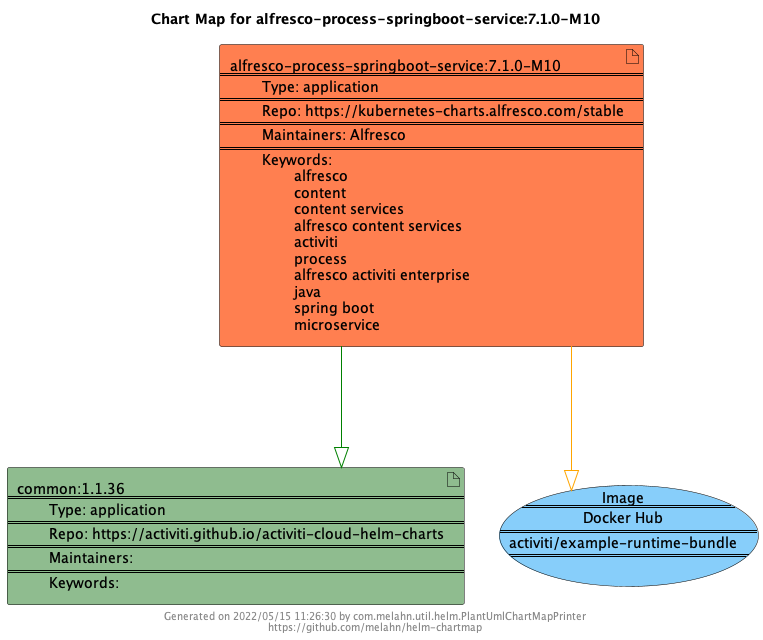 Chart Map for alfresco-process-springboot-service:7.1.0-M10
alfresco-process-springboot-service:7.1.0-M10
Type: application
Repo: https://kubernetes-charts.alfresco.com/stable
Maintainers: Alfresco
Keywords:
alfresco
content
content services
alfresco content services
activiti
process
alfresco activiti enterprise
java
spring boot
microservice
common:1.1.36
Type: application
Repo: https://activiti.github.io/activiti-cloud-helm-charts
Maintainers:
Keywords:
Image
Docker Hub
activiti/example-runtime-bundle
Generated on 2022/05/15 11:26:30 by com.melahn.util.helm.PlantUmlChartMapPrinter
https://github.com/melahn/helm-chartmap